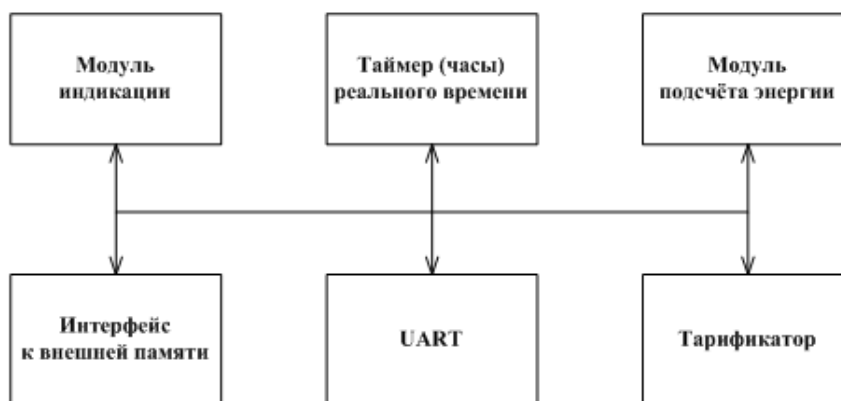 Модуль
индикации
Таймер (часы)
реального времени
Модуль
подсчёта энергии
Интерфейс
к внешней памяти
UART
Тарификатор